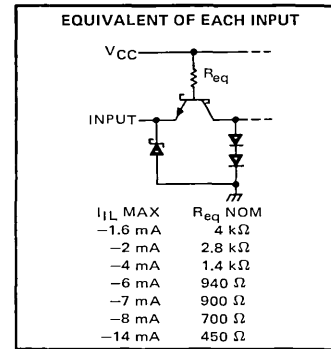 EQUIVALENT OF EACH INPUT
VCC
Req
INPUT
IIL MAX Req NOM
−1.6 mA 4 kΩ
−2 mA 2.8 kΩ
−4 mA 1.4 kΩ
−6 mA 940 Ω
−7 mA 900 Ω
−8 mA 700 Ω
−14 mA 450 Ω